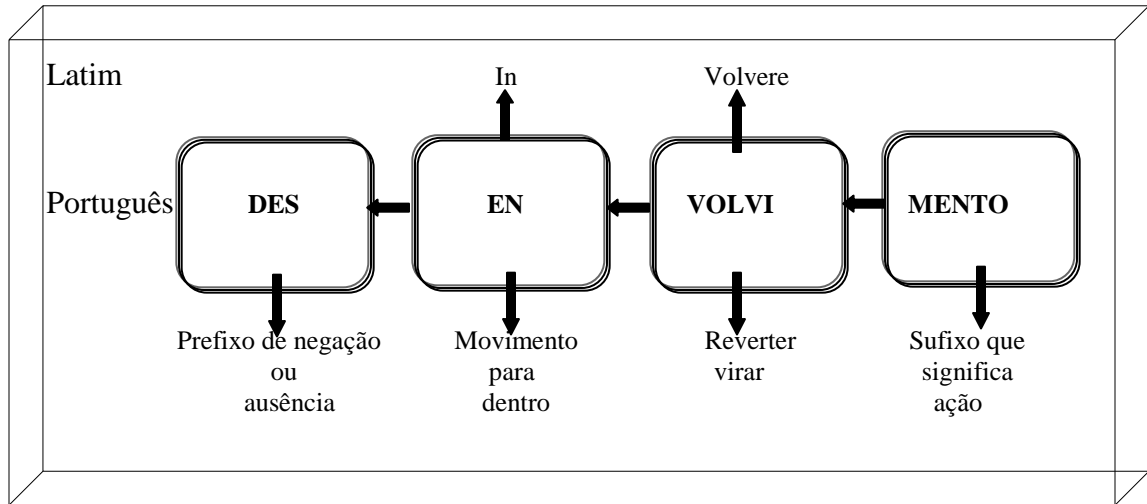 Latim In Volvere
Português DES EN VOLVI MENTO
Prefixo de negação Movimento Reverter Sufixo que
ou para virar significa
ausência dentro ação